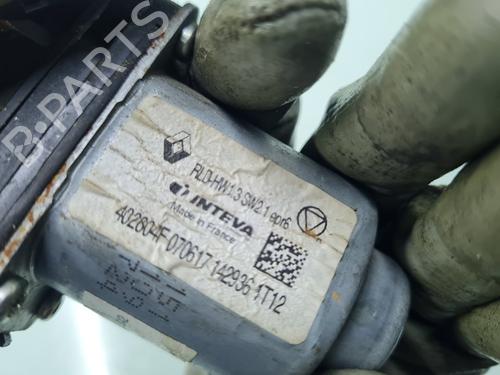 B-PARTS
RLD-HW1.3 SW2.1 epr6
INTEVA
Made in France
402804F 070617 142936 1T12